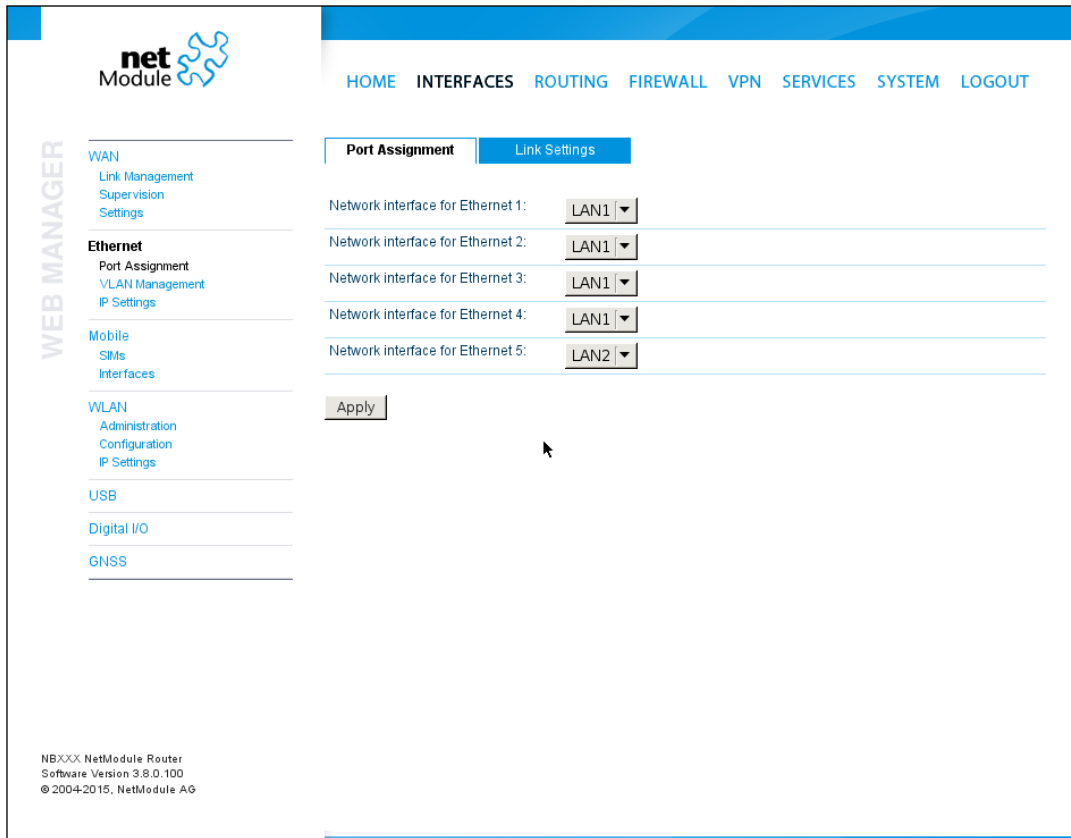 net
Module
HOME INTERFACES ROUTING FIREWALL VPN SERVICES SYSTEM LOGOUT
WEB MANAGER
WAN
Link Management
Supervision
Settings
Ethernet
Port Assignment
VLAN Management
IP Settings
Mobile
SIMs
Interfaces
WLAN
Administration
Configuration
IP Settings
USB
Digital I/O
GNSS
Port Assignment Link Settings
Network interface for Ethernet 1: LAN1
Network interface for Ethernet 2: LAN1
Network interface for Ethernet 3: LAN1
Network interface for Ethernet 4: LAN1
Network interface for Ethernet 5: LAN2
Apply
NBXXX NetModule Router
Software Version 3.8.0.100
© 2004-2015, NetModule AG